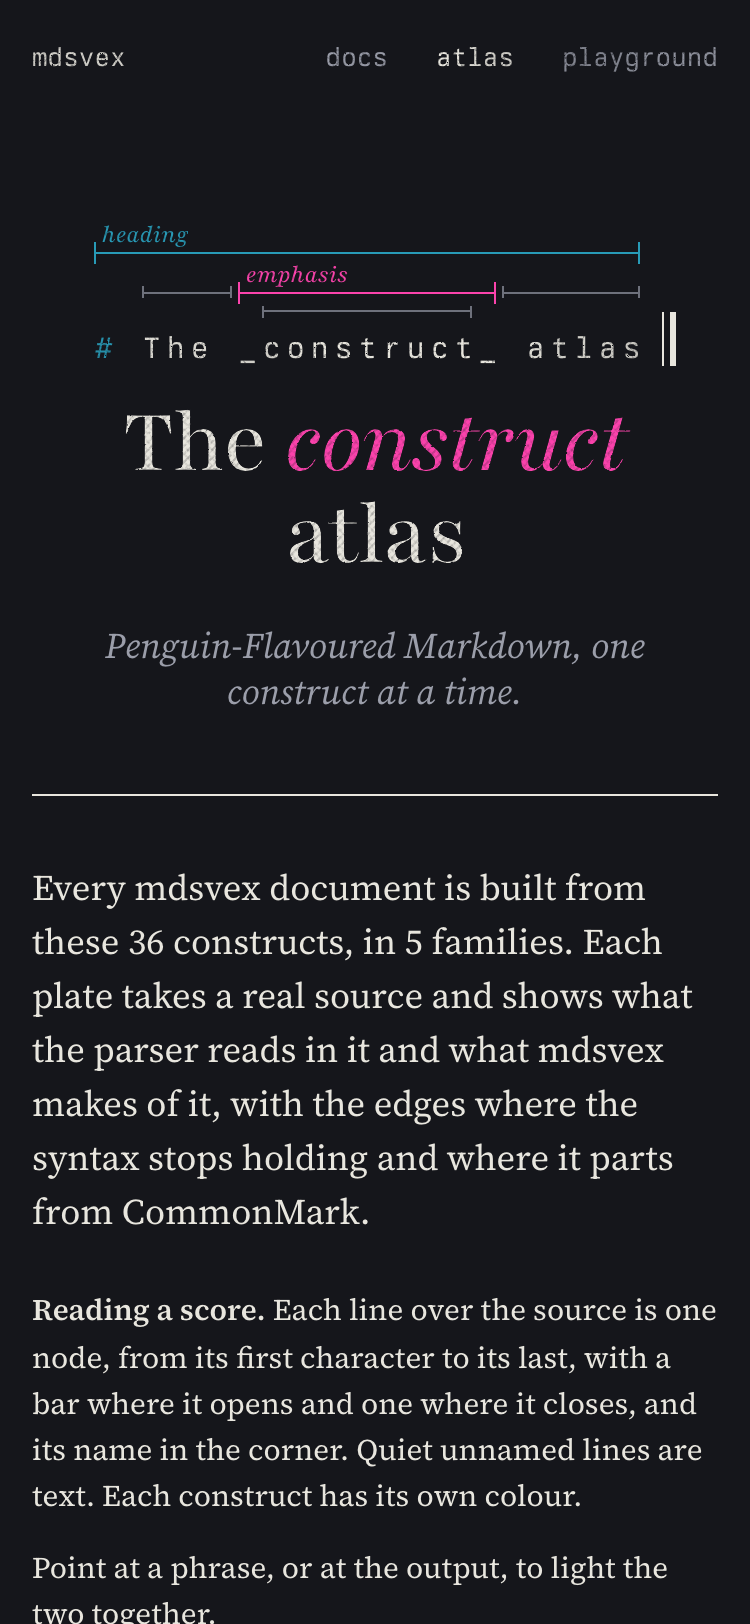 mdsvex docs atlas playground
heading
emphasis
# The _construct_ atlas
The construct
atlas
Penguin-Flavoured Markdown, one
construct at a time.
Every mdsvex document is built from
these 36 constructs, in 5 families. Each
plate takes a real source and shows what
the parser reads in it and what mdsvex
makes of it, with the edges where the
syntax stops holding and where it parts
from CommonMark.
Reading a score. Each line over the source is one
node, from its first character to its last, with a
bar where it opens and one where it closes, and
its name in the corner. Quiet unnamed lines are
text. Each construct has its own colour.
Point at a phrase, or at the output, to light the
two together.